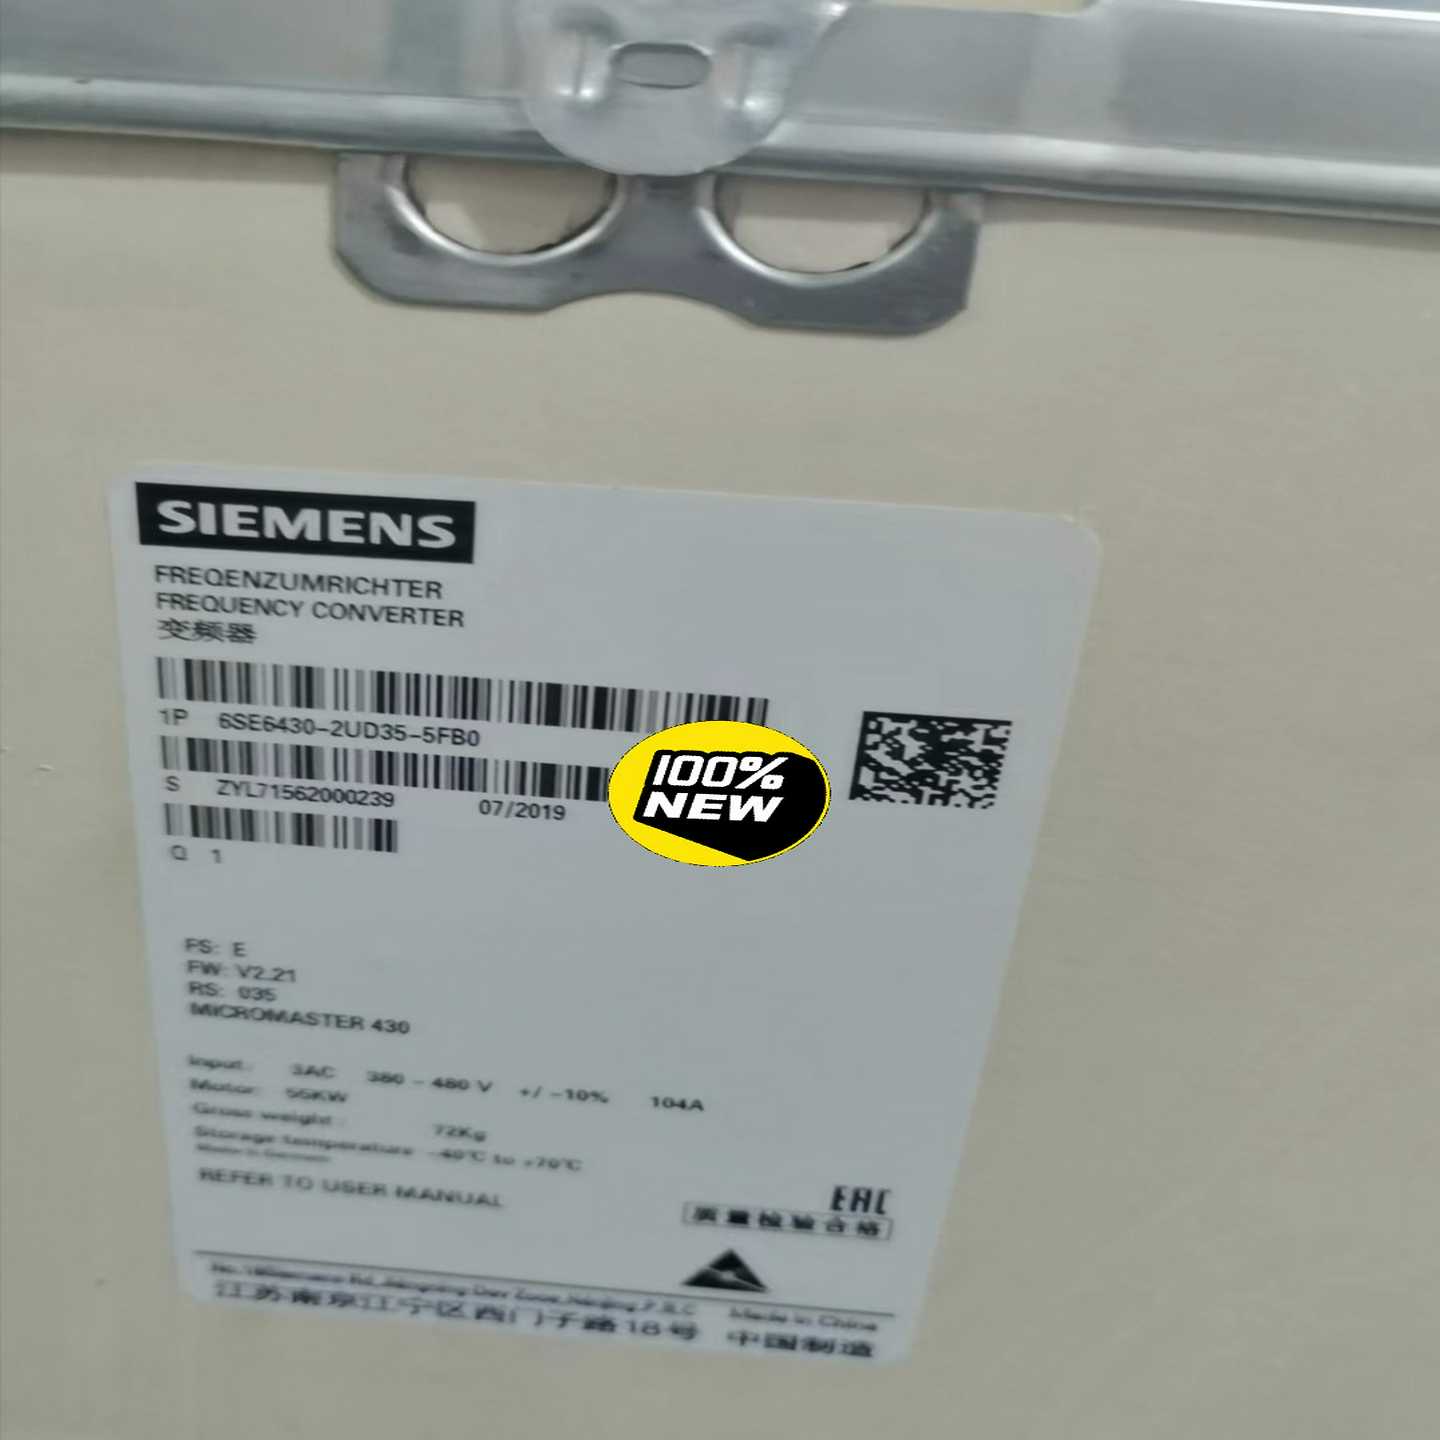 SIEMENS
FREQENZUMRICHTER
FREQUENCY CONVERTER
变频器
1P 6SE6430-2UD35-5FB0
S ZYL71562000239 07/2019
100%
NEW
Q 1
FS: E
FW: V2.21
RS: 035
MICROMASTER 430
Input: 3AC 380 - 480 V +/ -10% 104A
Motor: 55KW
Gross weight: 72Kg
Storage temperature -40°C to +70°C
REFER TO USER MANUAL
EAC
质量检验合格
Made in China
江苏南京江宁区西门子路18号 中国制造